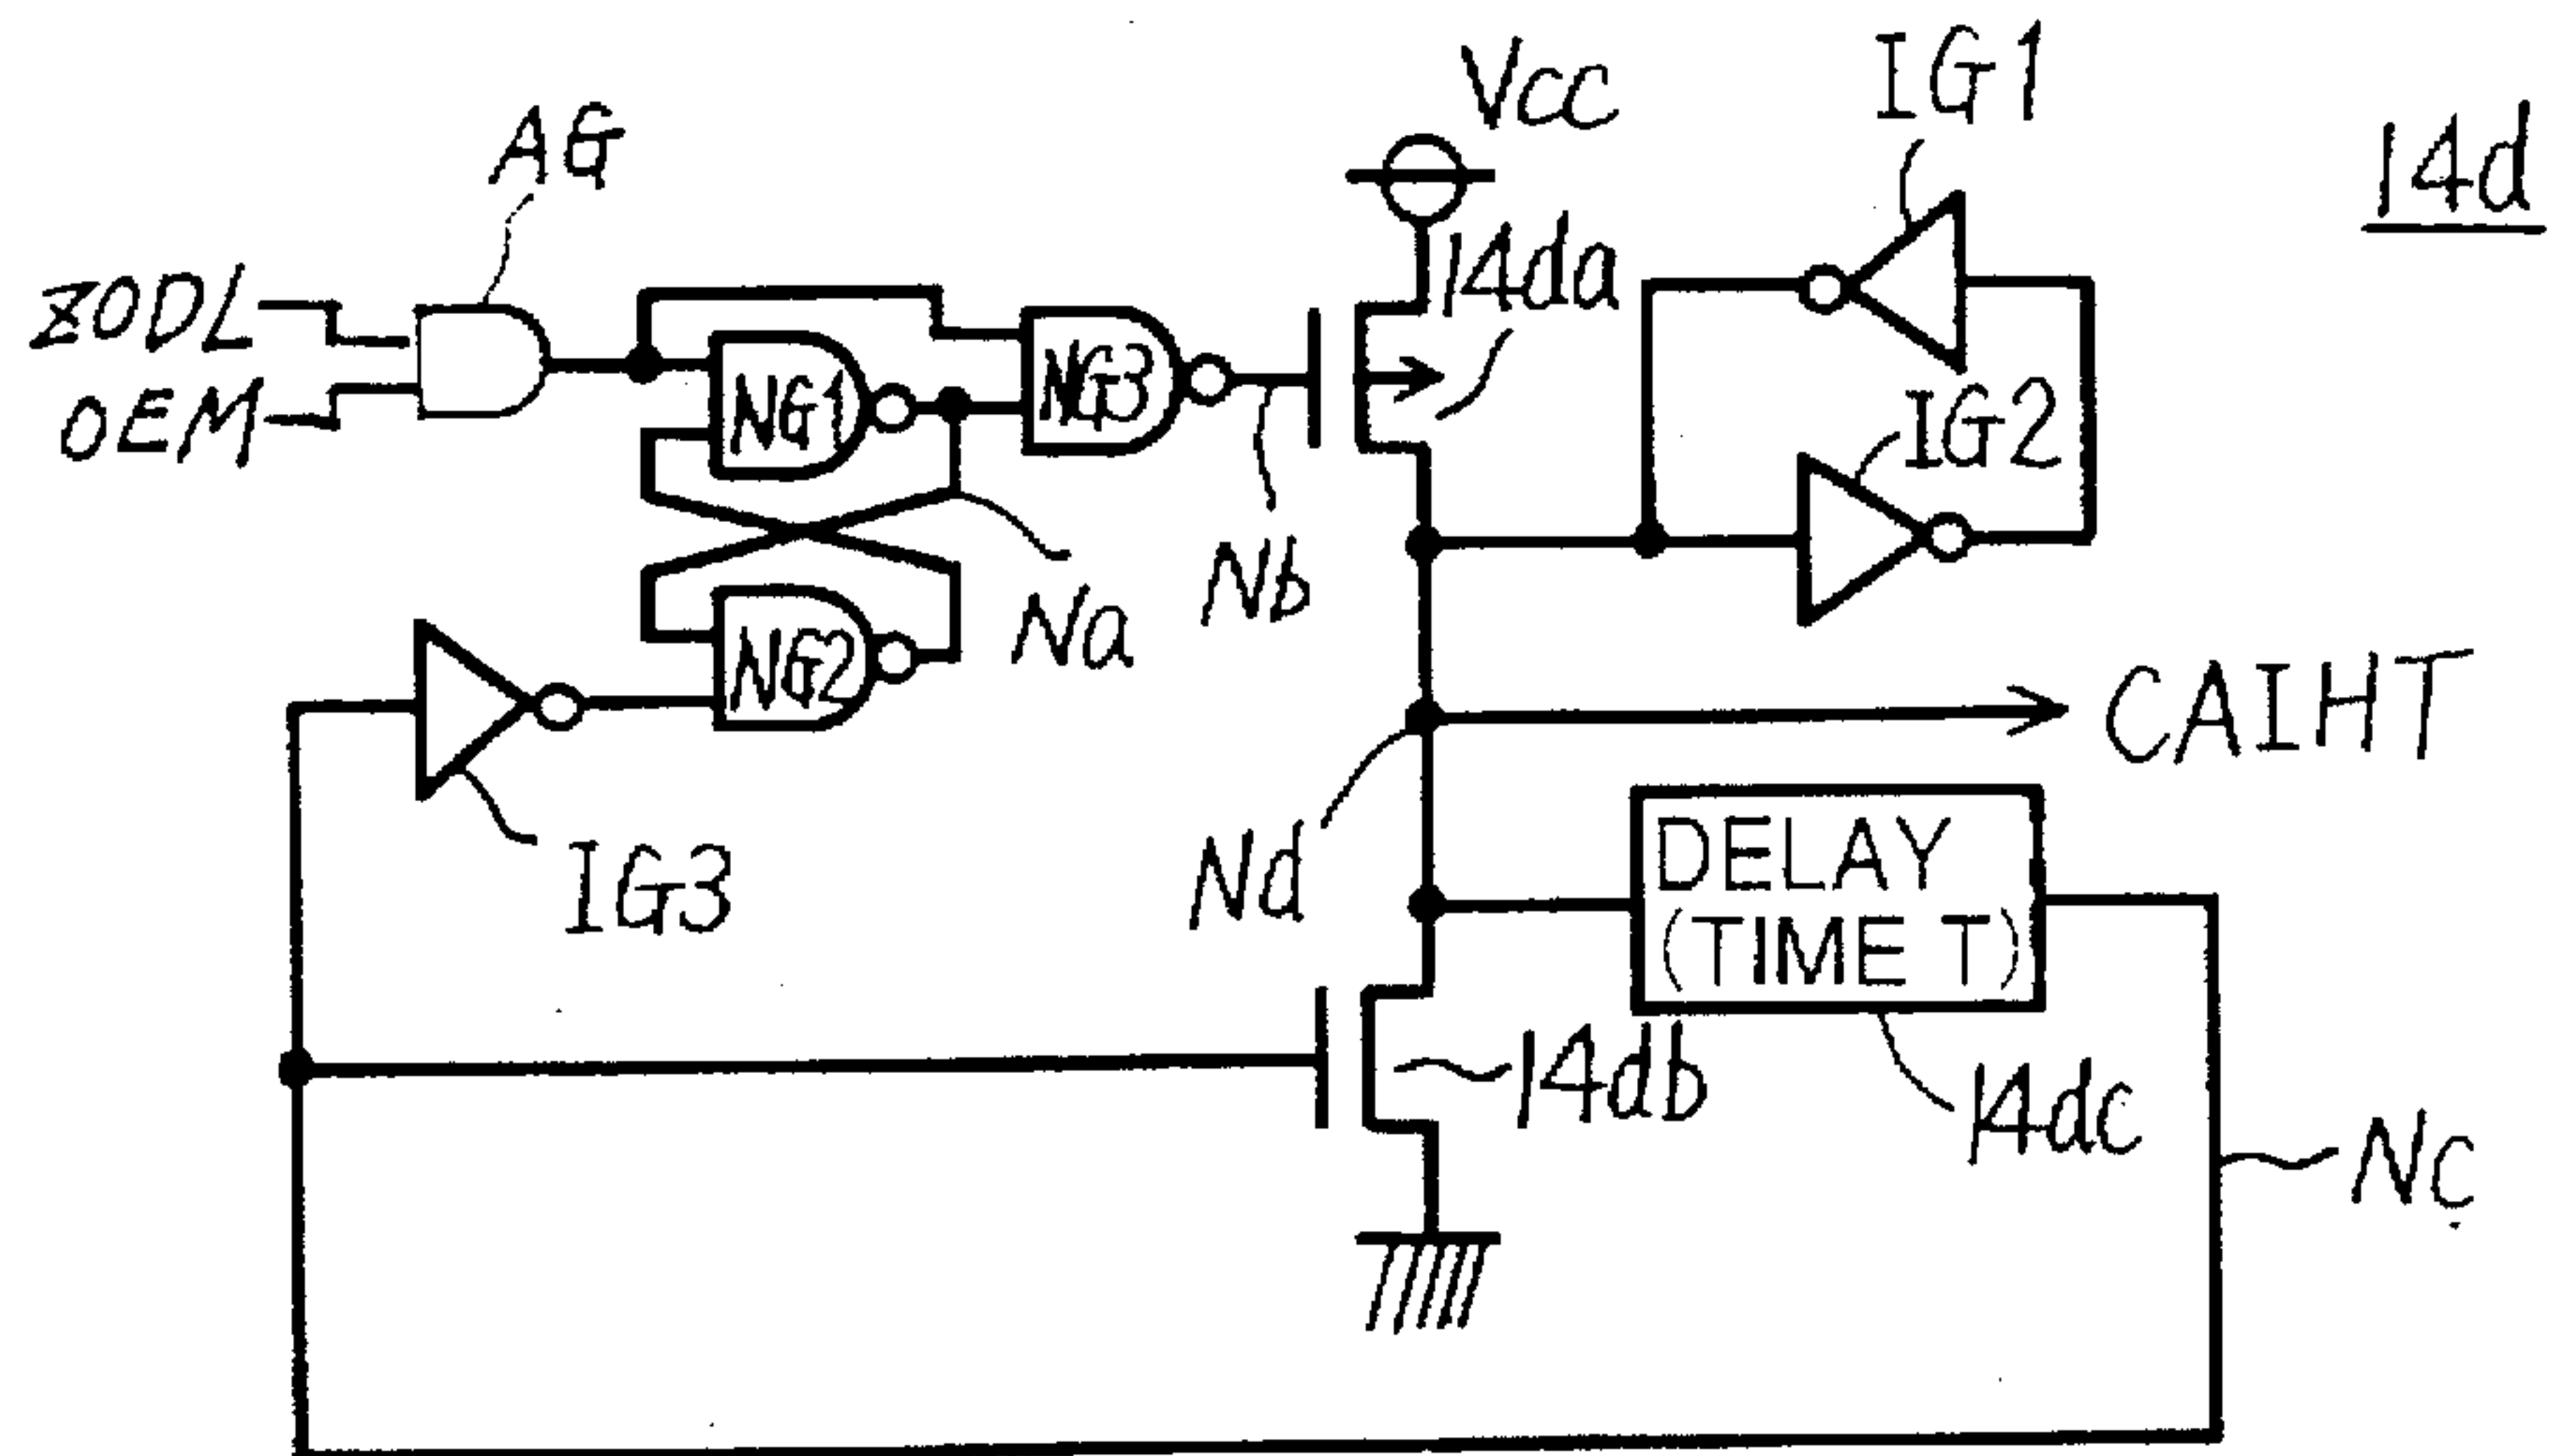 AG
ZODL
OEM
NG1
NG3
NG2
Na
Nb
Vcc
14da
IG1
IG2
14d
IG3
Nd
CAIHT
DELAY
(TIME T)
14db
14dc
Nc